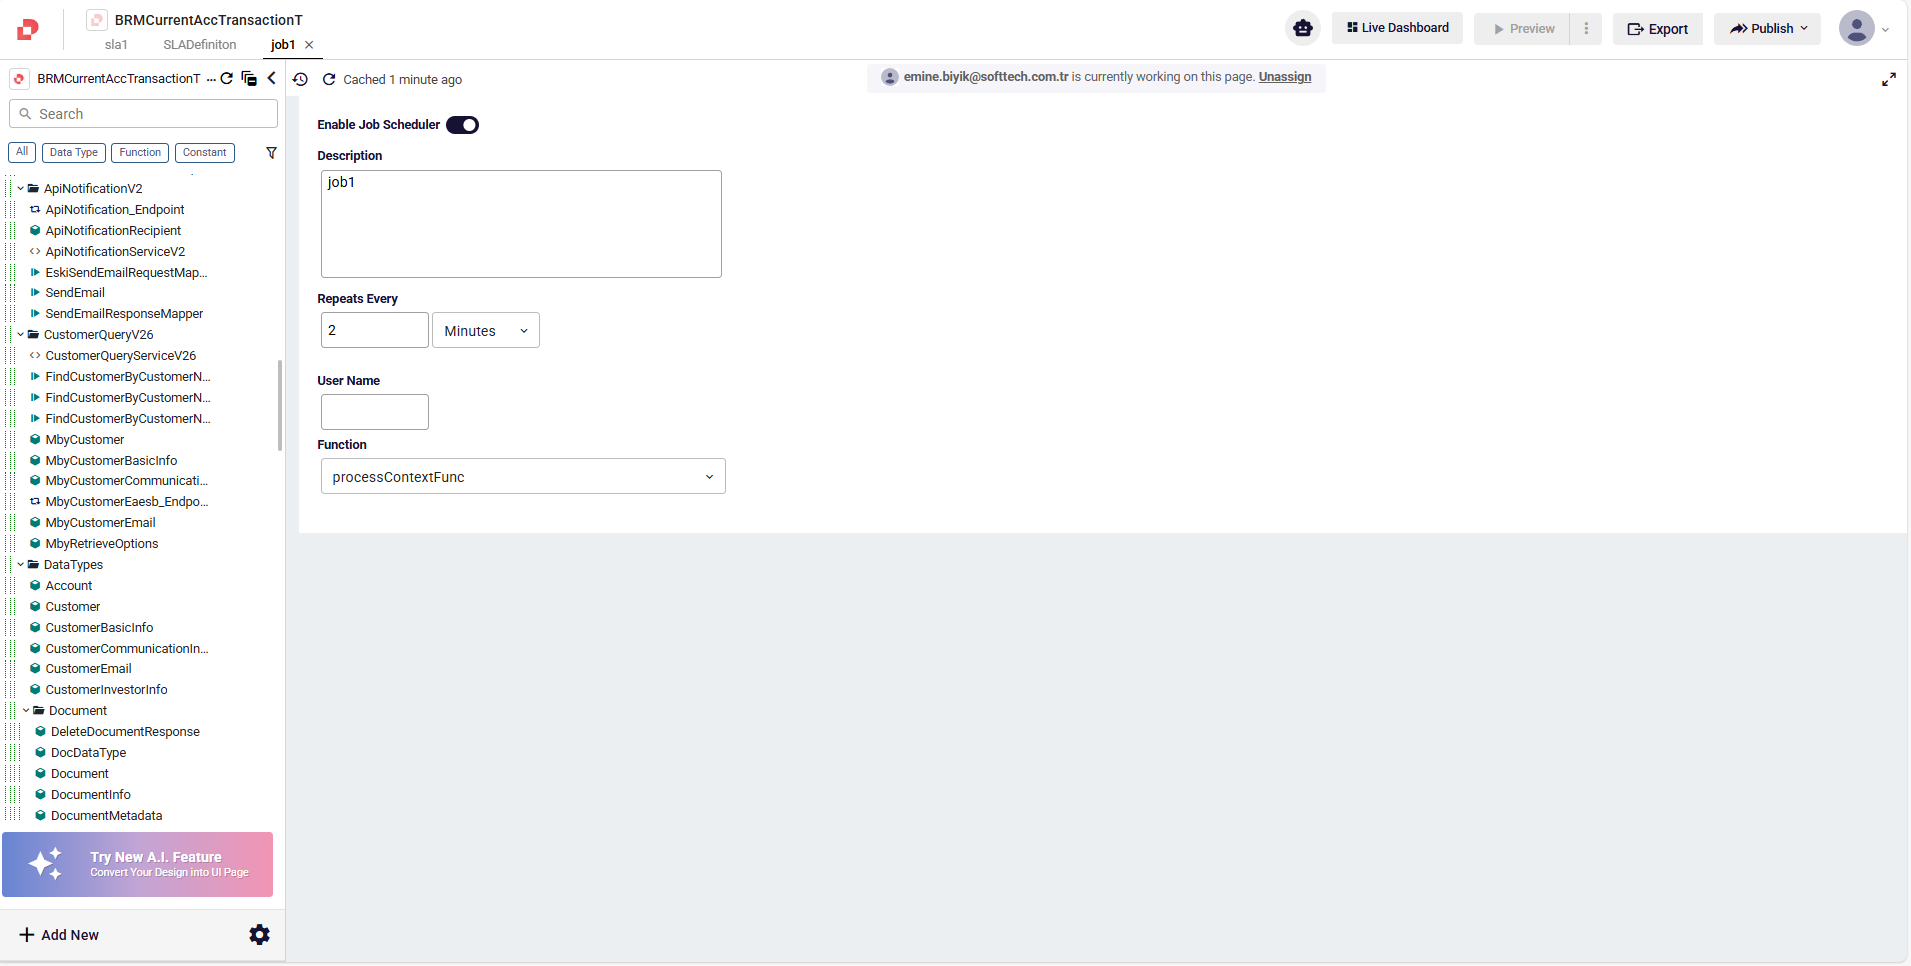 BRMCurrentAccTransactionT
sla1 SLADefiniton job1
Live Dashboard Preview Export Publish
BRMCurrentAccTransactionT ...
Cached 1 minute ago
emine.biyik@softtech.com.tr is currently working on this page. Unassign
Search
All Data Type Function Constant
ApiNotificationV2
ApiNotification_Endpoint
ApiNotificationRecipient
ApiNotificationServiceV2
EskiSendEmailRequestMap...
SendEmail
SendEmailResponseMapper
CustomerQueryV26
CustomerQueryServiceV26
FindCustomerByCustomerN...
FindCustomerByCustomerN...
FindCustomerByCustomerN...
MbyCustomer
MbyCustomerBasicInfo
MbyCustomerCommunicati...
MbyCustomerEaesb_Endpo...
MbyCustomerEmail
MbyRetrieveOptions
DataTypes
Account
Customer
CustomerBasicInfo
CustomerCommunicationIn...
CustomerEmail
CustomerInvestorInfo
Document
DeleteDocumentResponse
DocDataType
Document
DocumentInfo
DocumentMetadata
Try New A.I. Feature
Convert Your Design into UI Page
Add New
Enable Job Scheduler
Description
job1
Repeats Every
2 Minutes
User Name
Function
processContextFunc